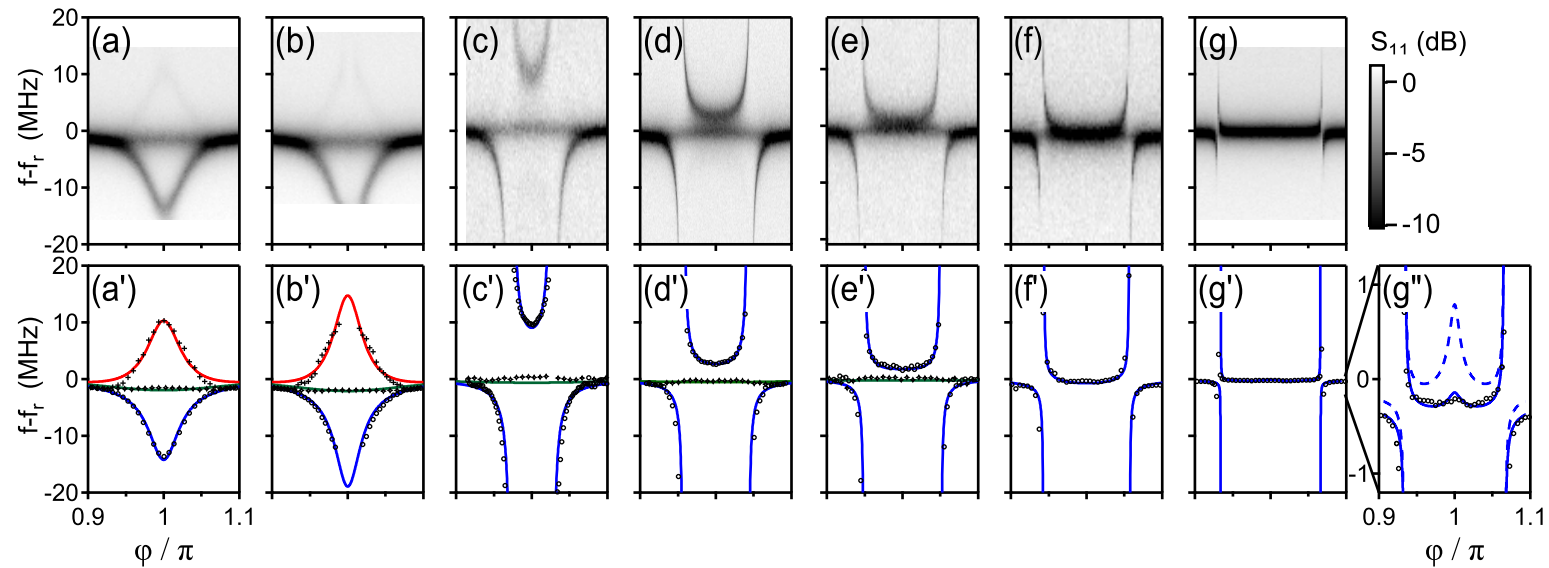 20
10
0
-10
-20
f-fr (MHz)
(a)
(b)
(c)
(d)
(e)
(f)
(g)
S11 (dB)
0
-5
-10
20
10
0
-10
-20
f-fr (MHz)
(a')
(b')
(c')
(d')
(e')
(f')
(g')
(g'')
1
0
-1
0.9 1 1.1
φ / π
0.9 1 1.1
φ / π